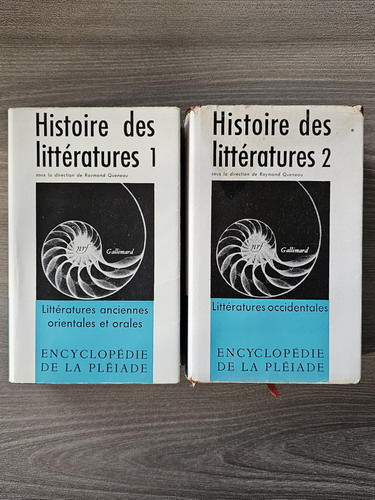 Histoire des
littératures 1
sous la direction de Raymond Queneau
nrf
Gallimard
Littératures anciennes
orientales et orales
ENCYCLOPÉDIE
DE LA PLÉIADE
Histoire des
littératures 2
sous la direction de Raymond Queneau
nrf
Gallimard
Littératures occidentales
ENCYCLOPÉDIE
DE LA PLÉIADE